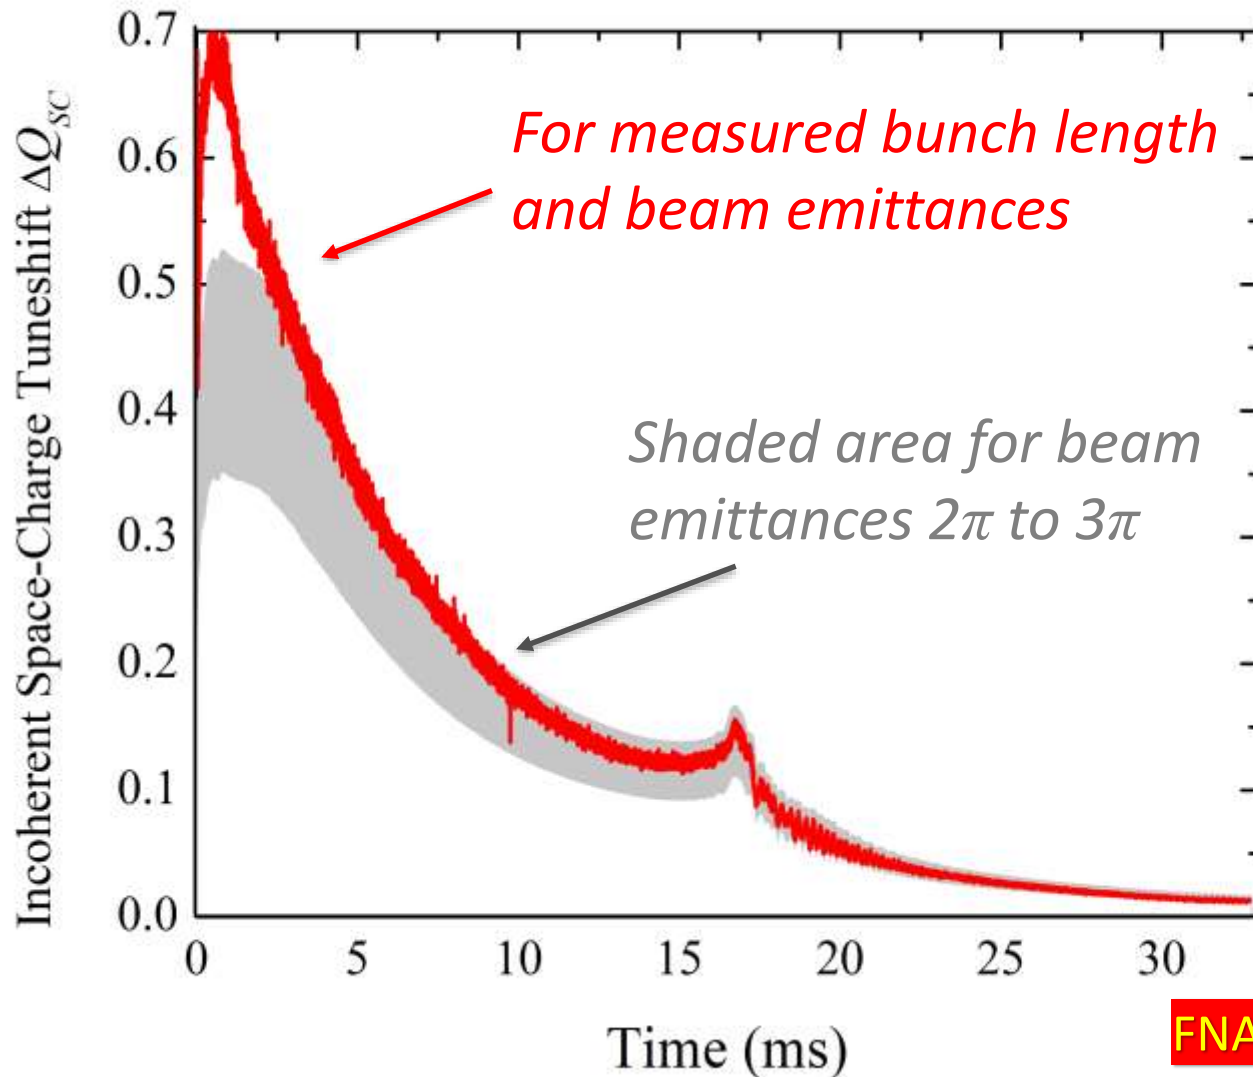 Incoherent Space-Charge Tuneshift ΔQSC
0.7
0.6
0.5
0.4
0.3
0.2
0.1
0.0
For measured bunch length
and beam emittances
Shaded area for beam
emittances 2π to 3π
0 5 10 15 20 25 30
Time (ms)
FNA